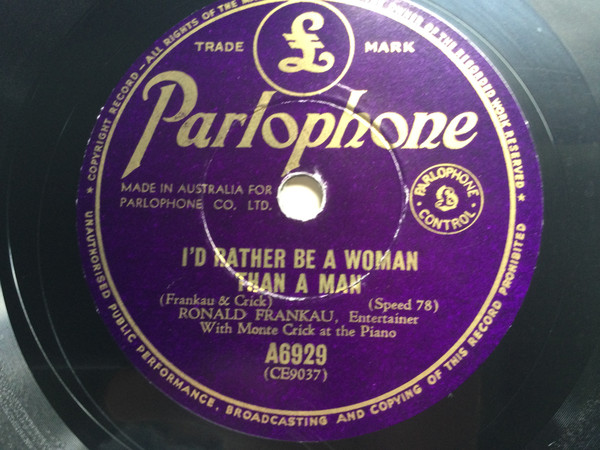 TRADE MARK
Parlophone
MADE IN AUSTRALIA FOR
PARLOPHONE CO. LTD.
PARLOPHONE
£
CONTROL
I'D RATHER BE A WOMAN
THAN A MAN
(Frankau & Crick) (Speed 78)
RONALD FRANKAU, Entertainer
With Monte Crick at the Piano
A6929
(CE9037)
★ COPYRIGHT RECORD - ALL RIGHTS OF THE
OF THE RECORDED WORK RESERVED ★
UNAUTHORISED PUBLIC PERFORMANCE, BROADCASTING AND COPYING OF THIS RECORD PROHIBITED